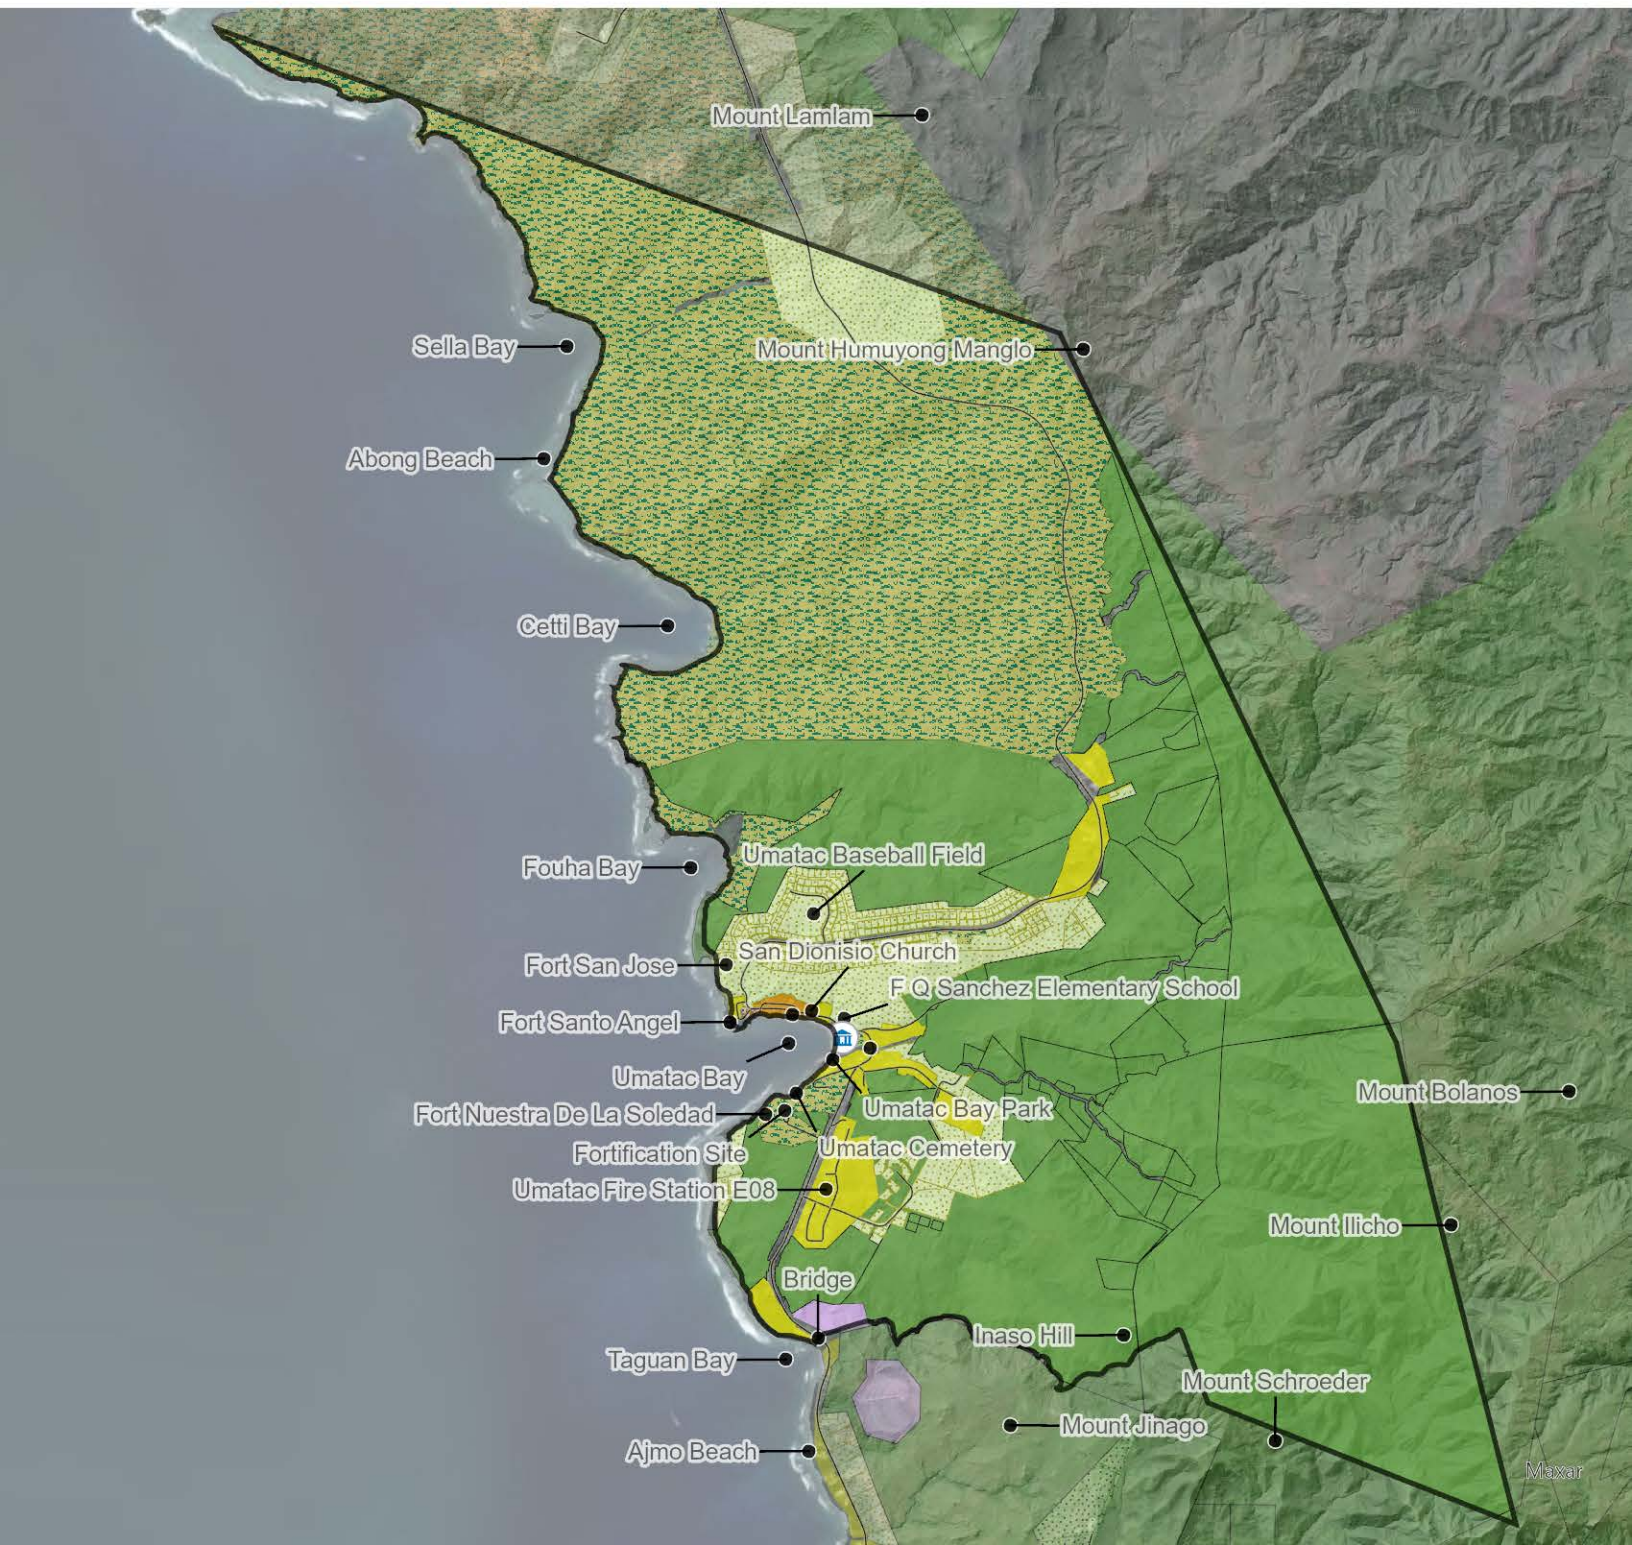 Mount Lamlam
Sella Bay
Mount Humuyong Manglo
Abong Beach
Cetti Bay
Umatac Baseball Field
Fouha Bay
San Dionisio Church
Fort San Jose
F Q Sanchez Elementary School
Fort Santo Angel
Umatac Bay
Mount Bolanos
Umatac Bay Park
Fort Nuestra De La Soledad
Umatac Cemetery
Fortification Site
Umatac Fire Station E08
Mount Ilicho
Bridge
Inaso Hill
Taguan Bay
Mount Schroeder
Mount Jinago
Ajmo Beach
Maxar